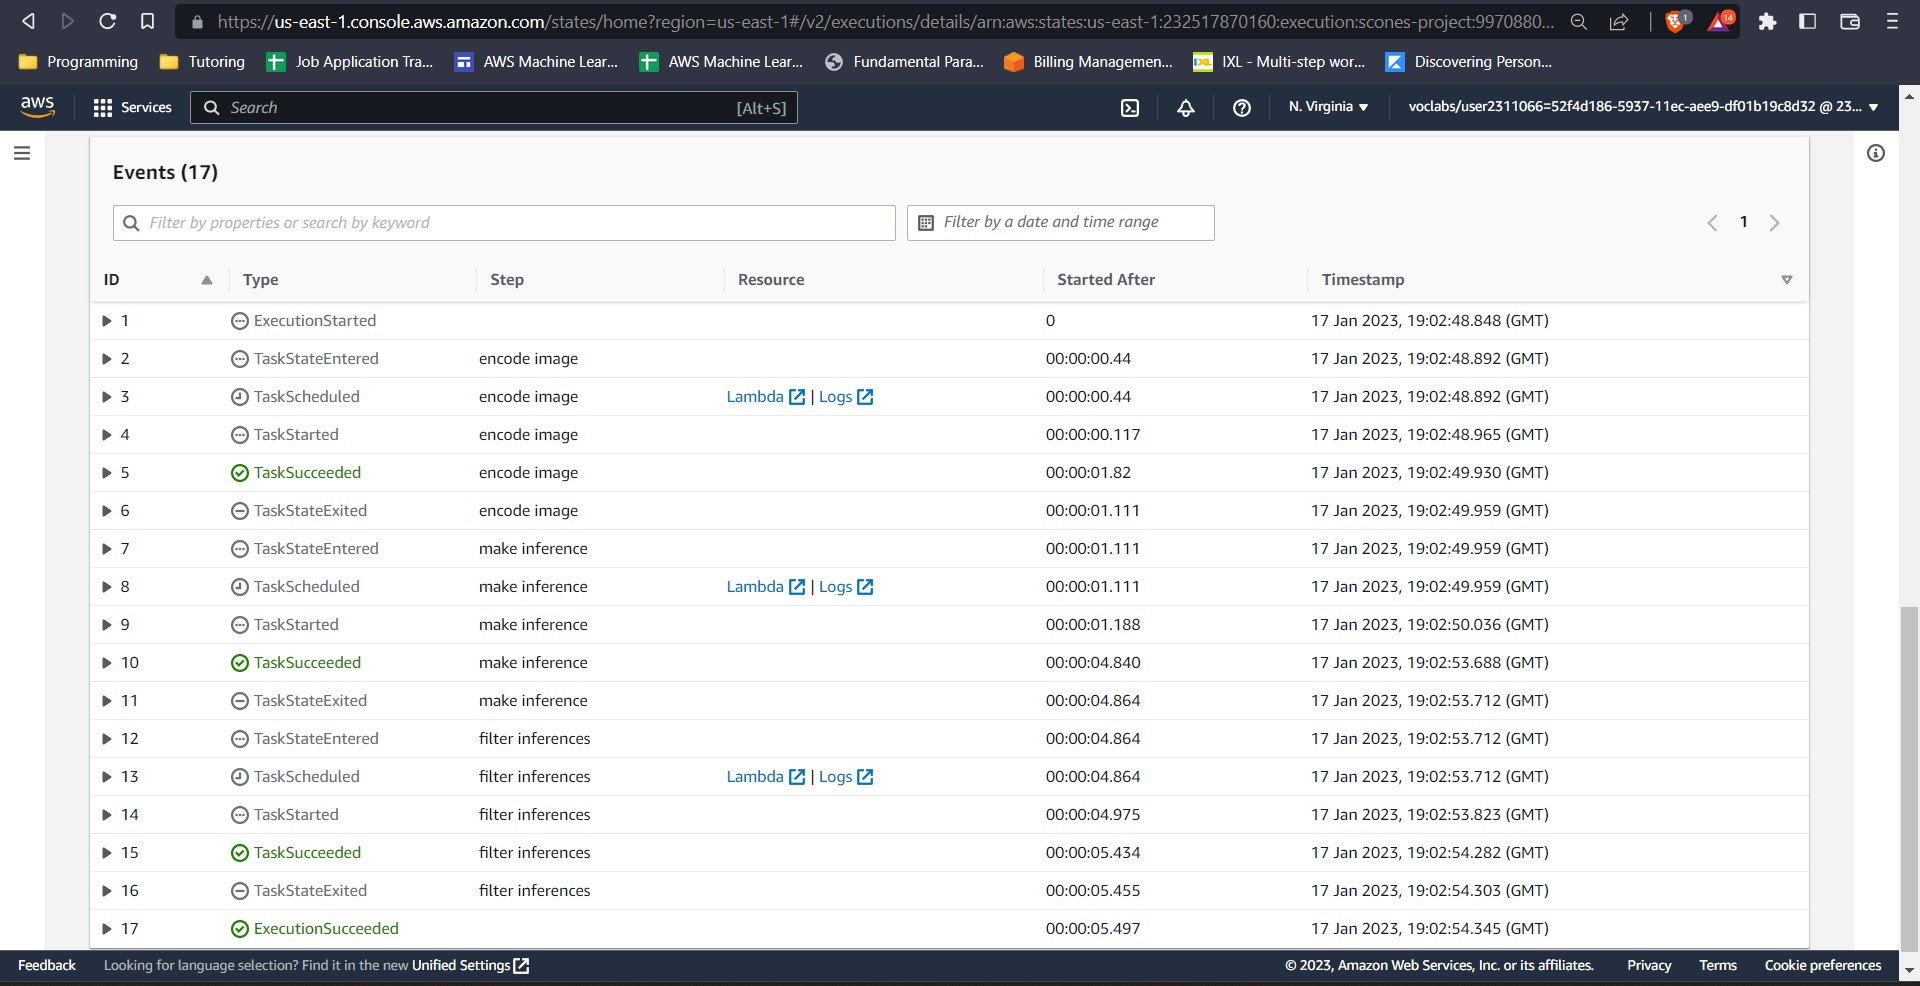 https://us-east-1.console.aws.amazon.com/states/home?region=us-east-1#/v2/executions/details/arn:aws:states:us-east-1:232517870160:execution:scones-project:9970880... 1 14
Programming Tutoring Job Application Tra... AWS Machine Lear... AWS Machine Lear... Fundamental Para... Billing Managemen... IXL - Multi-step wor... Discovering Person...
aws Services Search [Alt+S] N. Virginia voclabs/user2311066=52f4d186-5937-11ec-aee9-df01b19c8d32 @ 23...
Events (17)
Filter by properties or search by keyword Filter by a date and time range 1
ID Type Step Resource Started After Timestamp
1 ExecutionStarted 0 17 Jan 2023, 19:02:48.848 (GMT)
2 TaskStateEntered encode image 00:00:00.44 17 Jan 2023, 19:02:48.892 (GMT)
3 TaskScheduled encode image Lambda | Logs 00:00:00.44 17 Jan 2023, 19:02:48.892 (GMT)
4 TaskStarted encode image 00:00:00.117 17 Jan 2023, 19:02:48.965 (GMT)
5 TaskSucceeded encode image 00:00:01.82 17 Jan 2023, 19:02:49.930 (GMT)
6 TaskStateExited encode image 00:00:01.111 17 Jan 2023, 19:02:49.959 (GMT)
7 TaskStateEntered make inference 00:00:01.111 17 Jan 2023, 19:02:49.959 (GMT)
8 TaskScheduled make inference Lambda | Logs 00:00:01.111 17 Jan 2023, 19:02:49.959 (GMT)
9 TaskStarted make inference 00:00:01.188 17 Jan 2023, 19:02:50.036 (GMT)
10 TaskSucceeded make inference 00:00:04.840 17 Jan 2023, 19:02:53.688 (GMT)
11 TaskStateExited make inference 00:00:04.864 17 Jan 2023, 19:02:53.712 (GMT)
12 TaskStateEntered filter inferences 00:00:04.864 17 Jan 2023, 19:02:53.712 (GMT)
13 TaskScheduled filter inferences Lambda | Logs 00:00:04.864 17 Jan 2023, 19:02:53.712 (GMT)
14 TaskStarted filter inferences 00:00:04.975 17 Jan 2023, 19:02:53.823 (GMT)
15 TaskSucceeded filter inferences 00:00:05.434 17 Jan 2023, 19:02:54.282 (GMT)
16 TaskStateExited filter inferences 00:00:05.455 17 Jan 2023, 19:02:54.303 (GMT)
17 ExecutionSucceeded 00:00:05.497 17 Jan 2023, 19:02:54.345 (GMT)
Feedback Looking for language selection? Find it in the new Unified Settings © 2023, Amazon Web Services, Inc. or its affiliates. Privacy Terms Cookie preferences